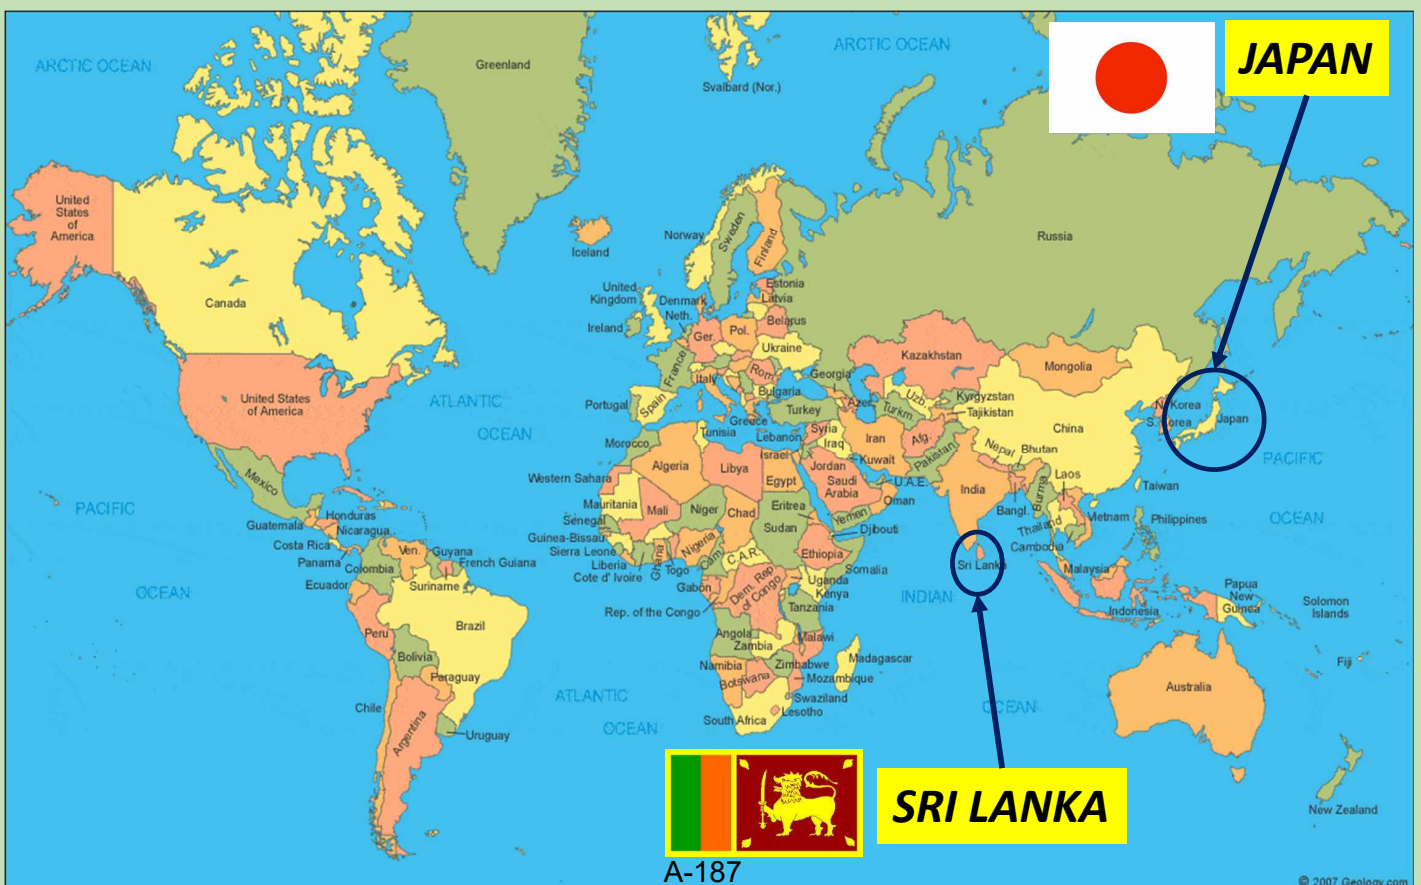 JAPAN
ARCTIC OCEAN
ARCTIC OCEAN
Greenland
Svalbard (Nor.)
United
States
of
America
Russia
Norway
Sweden
Finland
Iceland
Canada
United
Kingdom
Denmark
Estonia
Latvia
Neth.
Ireland
Belarus
Ger.
Pol.
Ukraine
Kazakhstan
Mongolia
France
Italy
Rom.
Georgia
Bulgaria
United States
of America
ATLANTIC
OCEAN
Portugal
Spain
Greece
Turkey
Azer.
Turkm.
Uzb.
Kyrgyzstan
Tajikistan
N. Korea
S. Korea
Japan
China
Tunisia
Lebanon
Syria
Iraq
Iran
Afg.
Morocco
Israel
Kuwait
Pakistan
Nepal
Bhutan
PACIFIC
OCEAN
Mexico
Algeria
Libya
Egypt
Jordan
Saudi
Arabia
U.A.E.
Oman
India
Laos
Taiwan
Western Sahara
PACIFIC
OCEAN
Mauritania
Mali
Niger
Chad
Eritrea
Yemen
Bangl.
Burma
Honduras
Guatemala
Nicaragua
Senegal
Sudan
Djibouti
Thailand
Vietnam
Philippines
Guinea-Bissau
Costa Rica
Panama
Ven.
Guyana
French Guiana
Sierra Leone
Liberia
Cote d' Ivoire
Ghana
Togo
Nigeria
Cam.
C.A.R.
Ethiopia
Somalia
Sri Lanka
Cambodia
Malaysia
Colombia
Suriname
Ecuador
Gabon
Dem. Rep
of Congo
Uganda
Kenya
Rep. of the Congo
Tanzania
INDIAN
OCEAN
Indonesia
Papua
New
Guinea
Solomon
Islands
Brazil
Peru
Bolivia
Angola
Zambia
Malawi
Madagascar
Namibia
Botswana
Zimbabwe
Mozambique
Fiji
Paraguay
Swaziland
Lesotho
South Africa
Australia
ATLANTIC
OCEAN
Chile
Argentina
Uruguay
New Zealand
SRI LANKA
A-187
© 2007 Geology.com